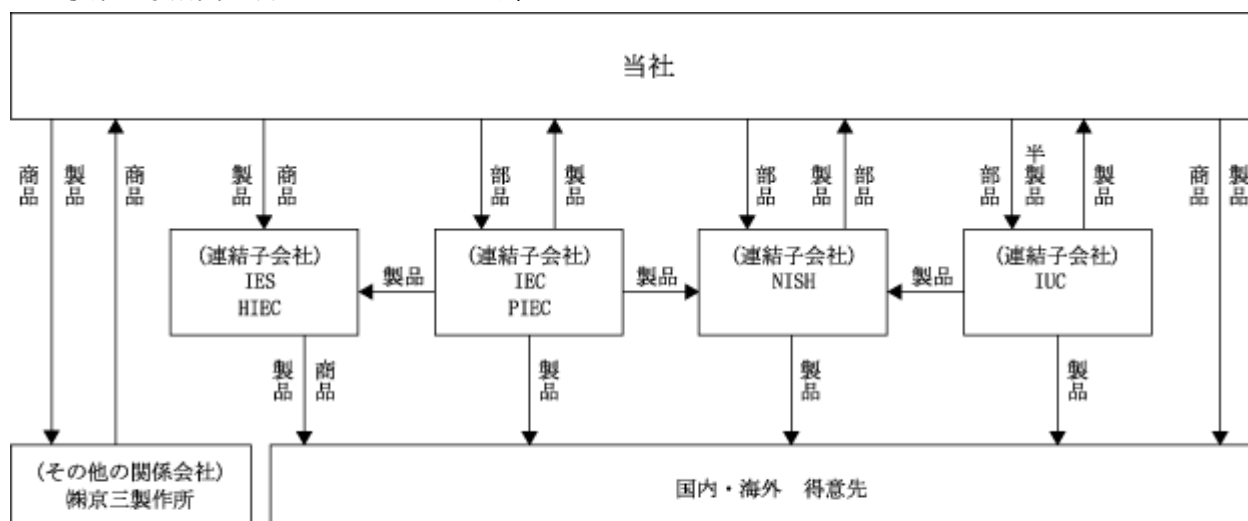 当社
商品
製品
商品
製品
商品
部品
製品
部品
製品
部品
部品
半製品
製品
商品
製品
(連結子会社)
IES
HIEC
製品
(連結子会社)
IEC
PIEC
製品
(連結子会社)
NISH
製品
(連結子会社)
IUC
製品
商品
製品
製品
製品
(その他の関係会社)
㈱京三製作所
国内・海外 得意先